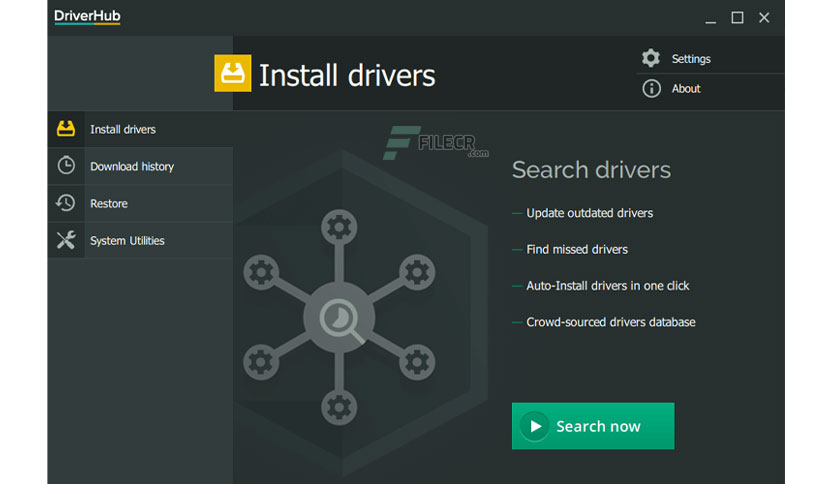 DriverHub
Install drivers
Settings
About
Install drivers
Download history
Restore
System Utilities
FILECR
.com
Search drivers
Update outdated drivers
Find missed drivers
Auto-Install drivers in one click
Crowd-sourced drivers database
Search now